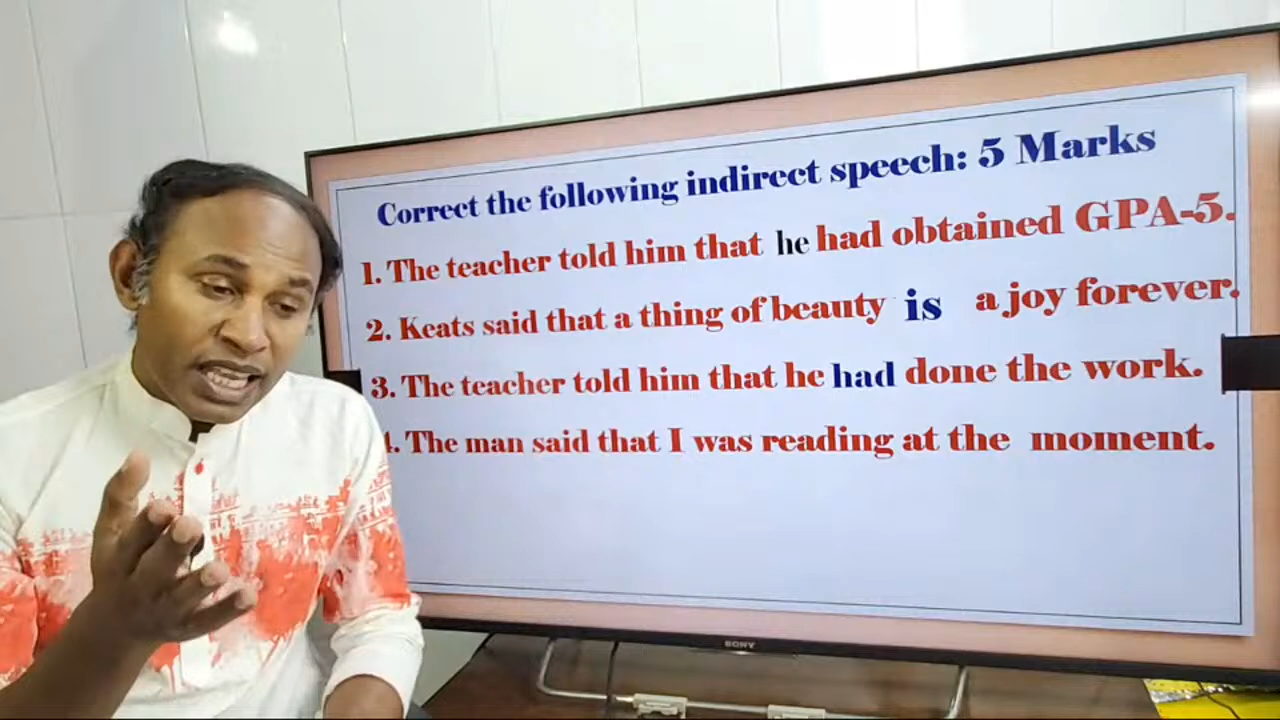 Correct the following indirect speech: 5 Marks
1. The teacher told him that he had obtained GPA-5.
2. Keats said that a thing of beauty is a joy forever.
3. The teacher told him that he had done the work.
4. The man said that I was reading at the moment.
SONY